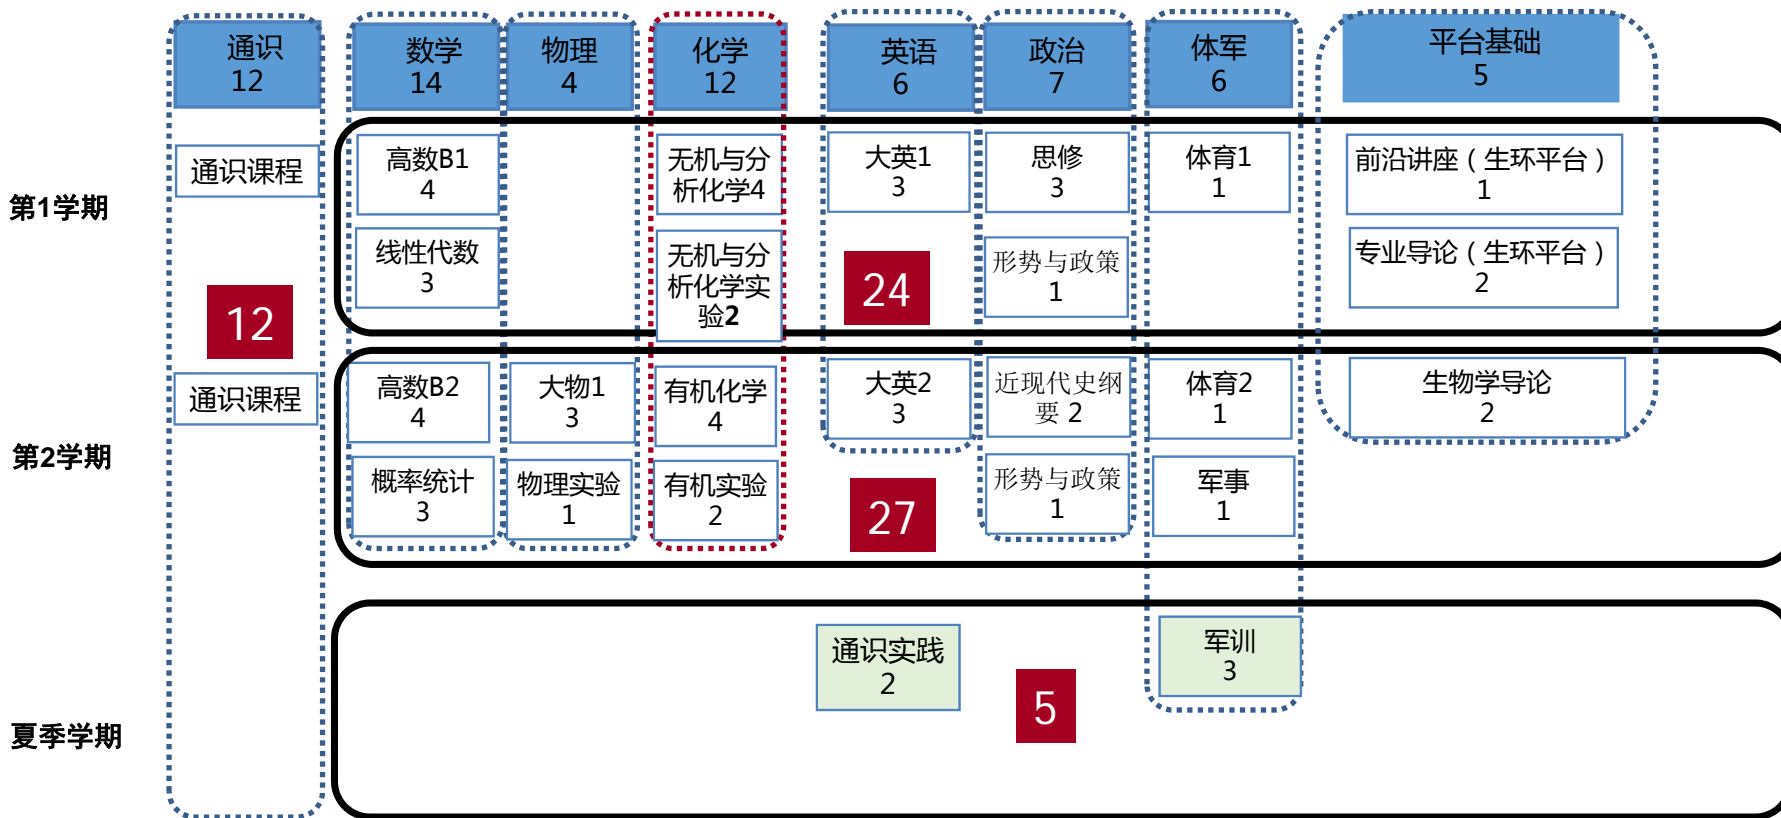 通识
12
数学
14
物理
4
化学
12
英语
6
政治
7
体军
6
平台基础
5
第1学期
通识课程
高数B1
4
线性代数
3
无机与分
析化学4
无机与分
析化学实
验2
大英1
3
思修
3
形势与政策
1
体育1
1
前沿讲座（生环平台）
1
专业导论（生环平台）
2
12
24
第2学期
通识课程
高数B2
4
概率统计
3
大物1
3
物理实验
1
有机化学
4
有机实验
2
大英2
3
近现代史纲
要 2
形势与政策
1
体育2
1
军事
1
生物学导论
2
27
夏季学期
通识实践
2
5
军训
3